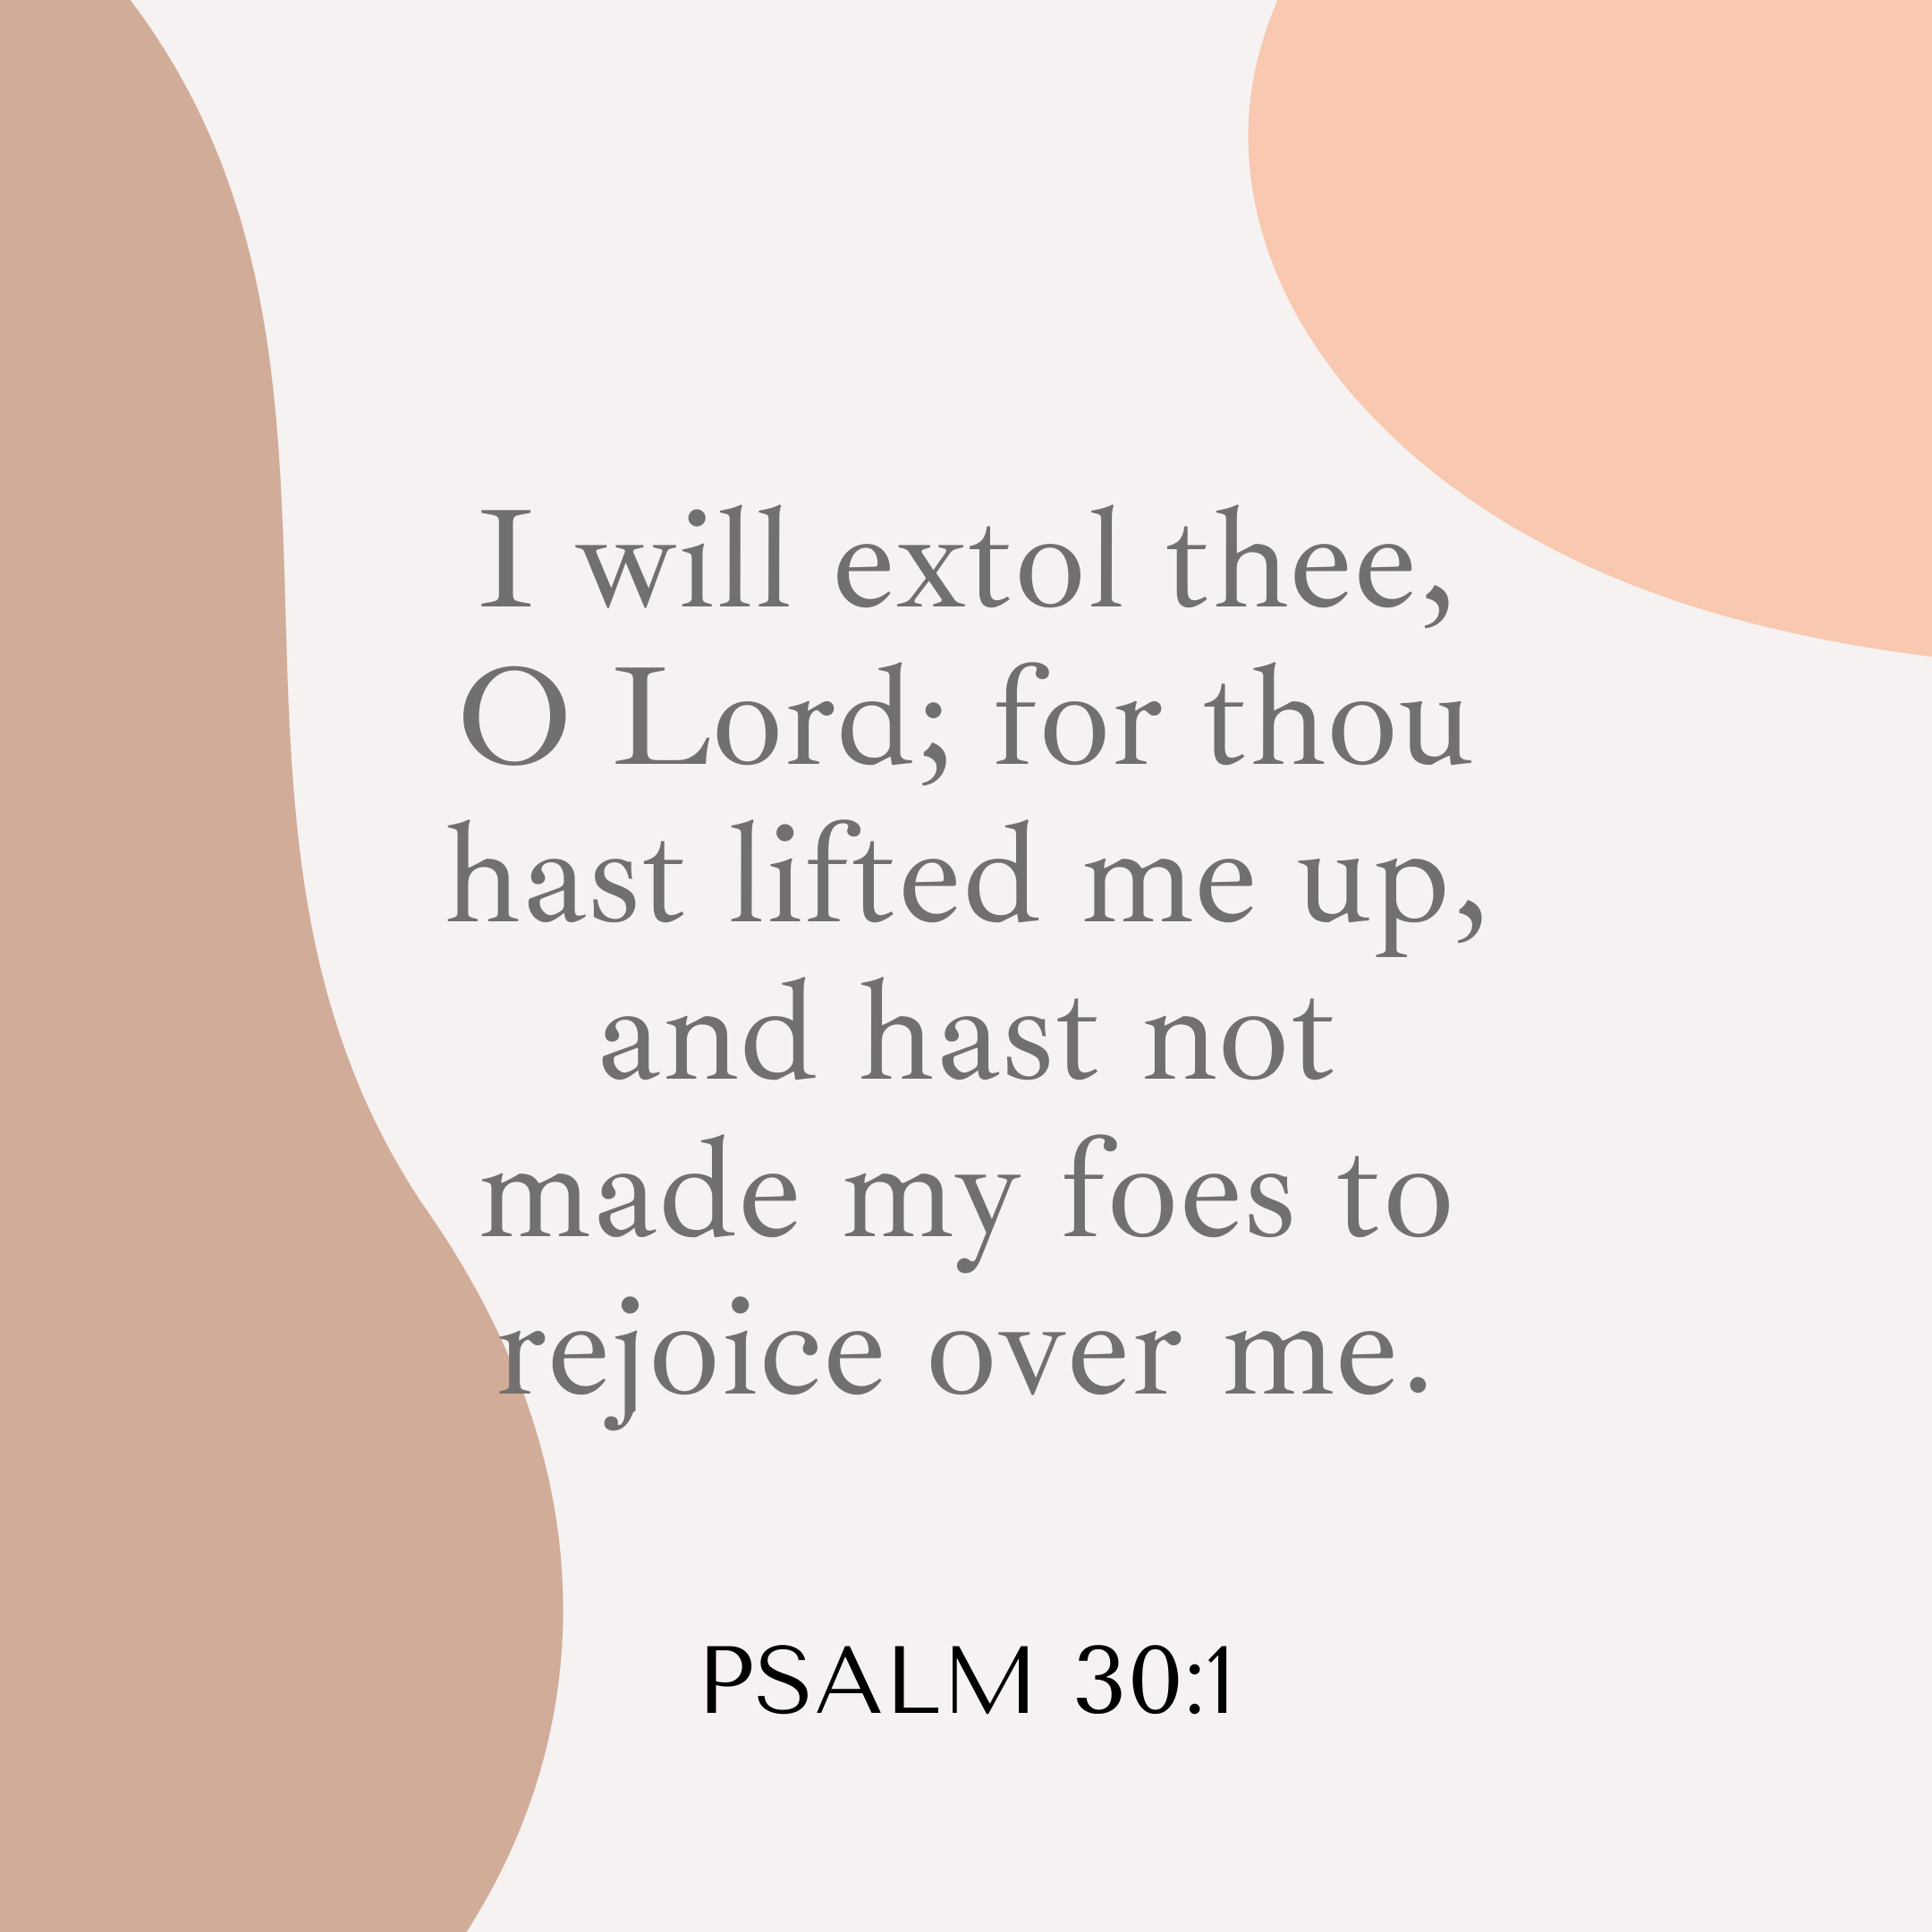 I will extol thee,
O Lord; for thou
hast lifted me up,
and hast not
made my foes to
rejoice over me.
PSALM 30:1